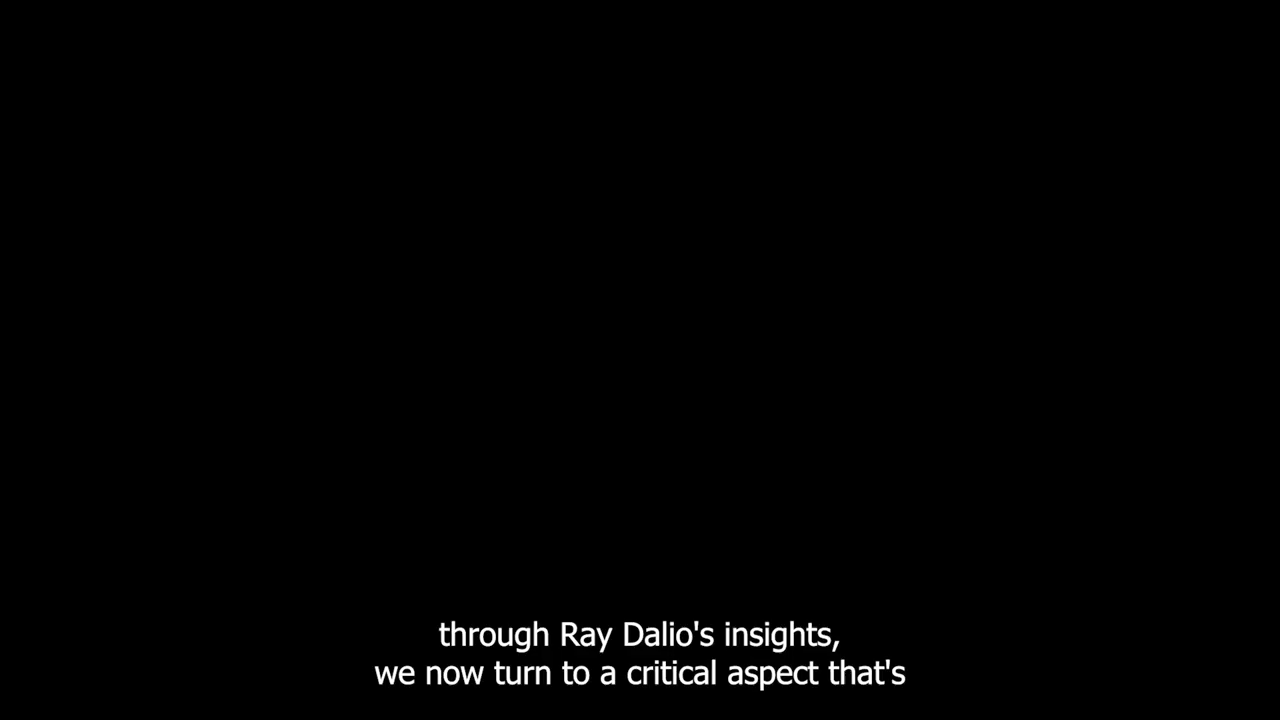 through Ray Dalio's insights,
we now turn to a critical aspect that's